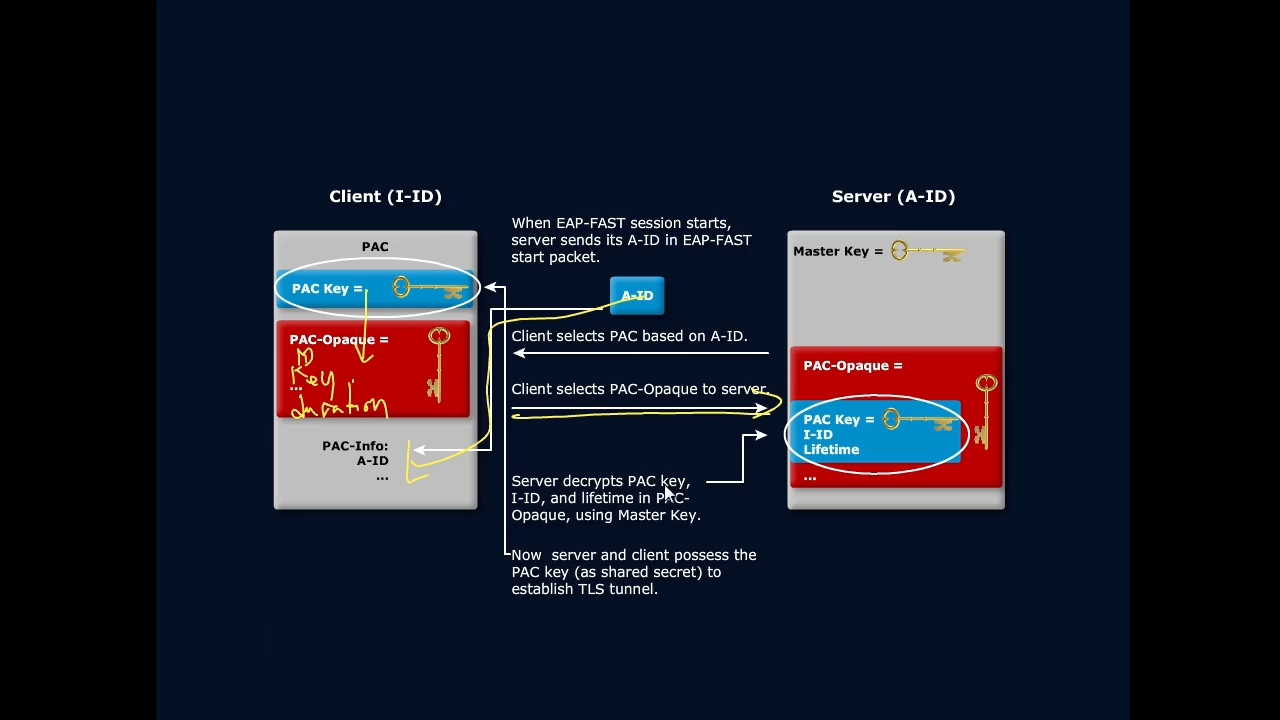 Client (I-ID)
Server (A-ID)
PAC
PAC Key =
PAC-Opaque =
ID
Key
...
duration
PAC-Info:
A-ID
...
When EAP-FAST session starts,
server sends its A-ID in EAP-FAST
start packet.
A-ID
Client selects PAC based on A-ID.
Client selects PAC-Opaque to server.
Server decrypts PAC key,
I-ID, and lifetime in PAC-
Opaque, using Master Key.
Now server and client possess the
PAC key (as shared secret) to
establish TLS tunnel.
Master Key =
PAC-Opaque =
PAC Key =
I-ID
Lifetime
...